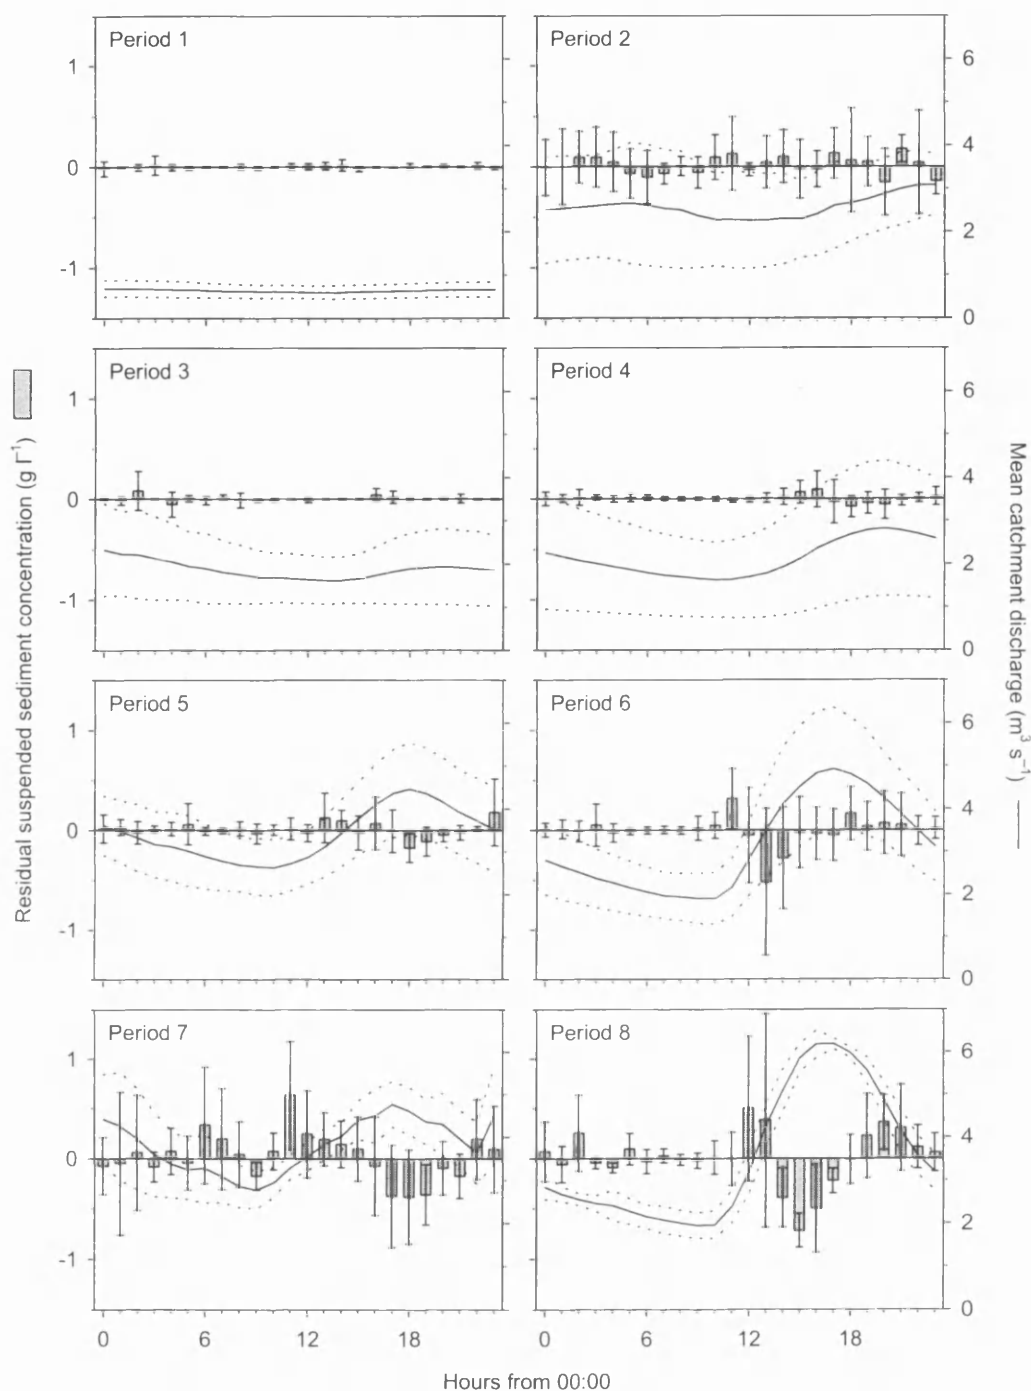 Period 1
Period 2
1
0
-1
6
4
2
0
Period 3
Period 4
1
0
-1
6
4
2
0
Period 5
Period 6
1
0
-1
6
4
2
0
Period 7
Period 8
1
0
-1
6
4
2
0
0 6 12 18
0 6 12 18
Hours from 00:00
Residual suspended sediment concentration (g l⁻¹)
Mean catchment discharge (m³ s⁻¹)